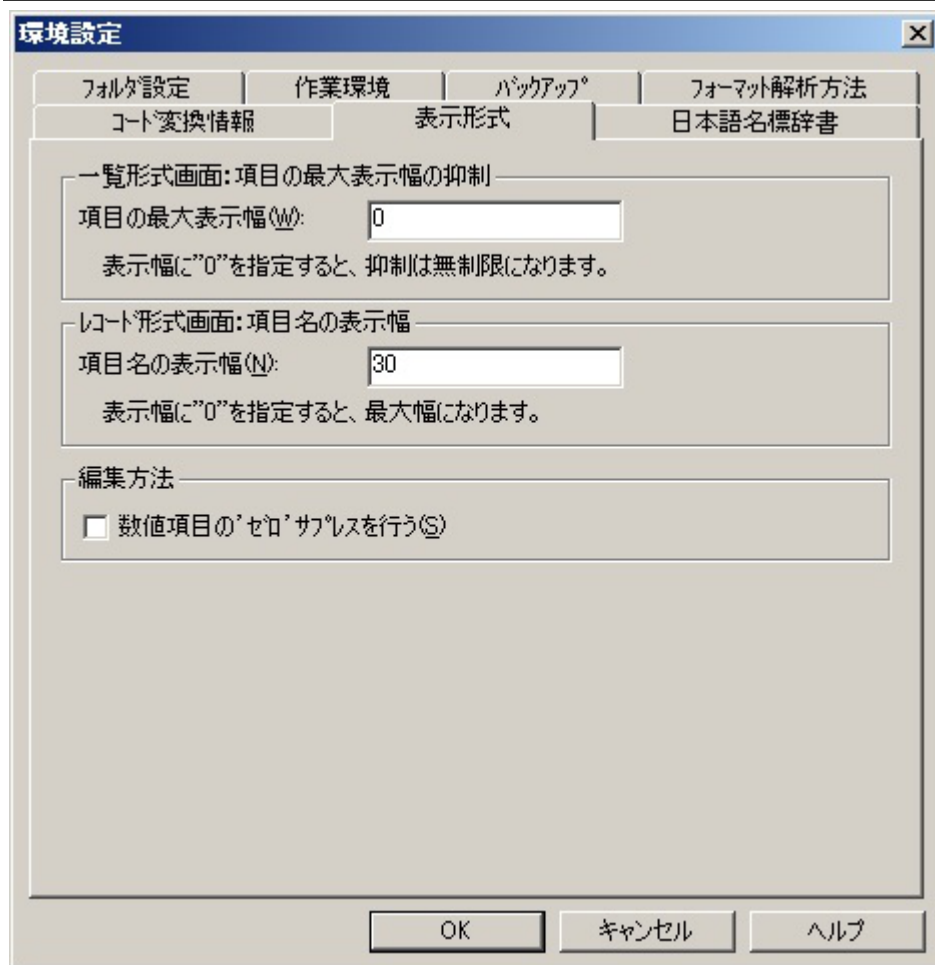 環境設定
フォルダ設定
作業環境
ﾊﾞｯｸｱｯﾌﾟ
ﾌｫｰﾏｯﾄ解析方法
ｺｰﾄﾞ変換情報
表示形式
日本語名標辞書
一覧形式画面:項目の最大表示幅の抑制
項目の最大表示幅(W):
0
表示幅に”0”を指定すると、抑制は無制限になります。
ﾚｺｰﾄﾞ形式画面:項目名の表示幅
項目名の表示幅(N):
30
表示幅に”0”を指定すると、最大幅になります。
編集方法
数値項目の’ｾﾞﾛ’ｻﾌﾟﾚｽを行う(S)
OK
キャンセル
ヘルプ